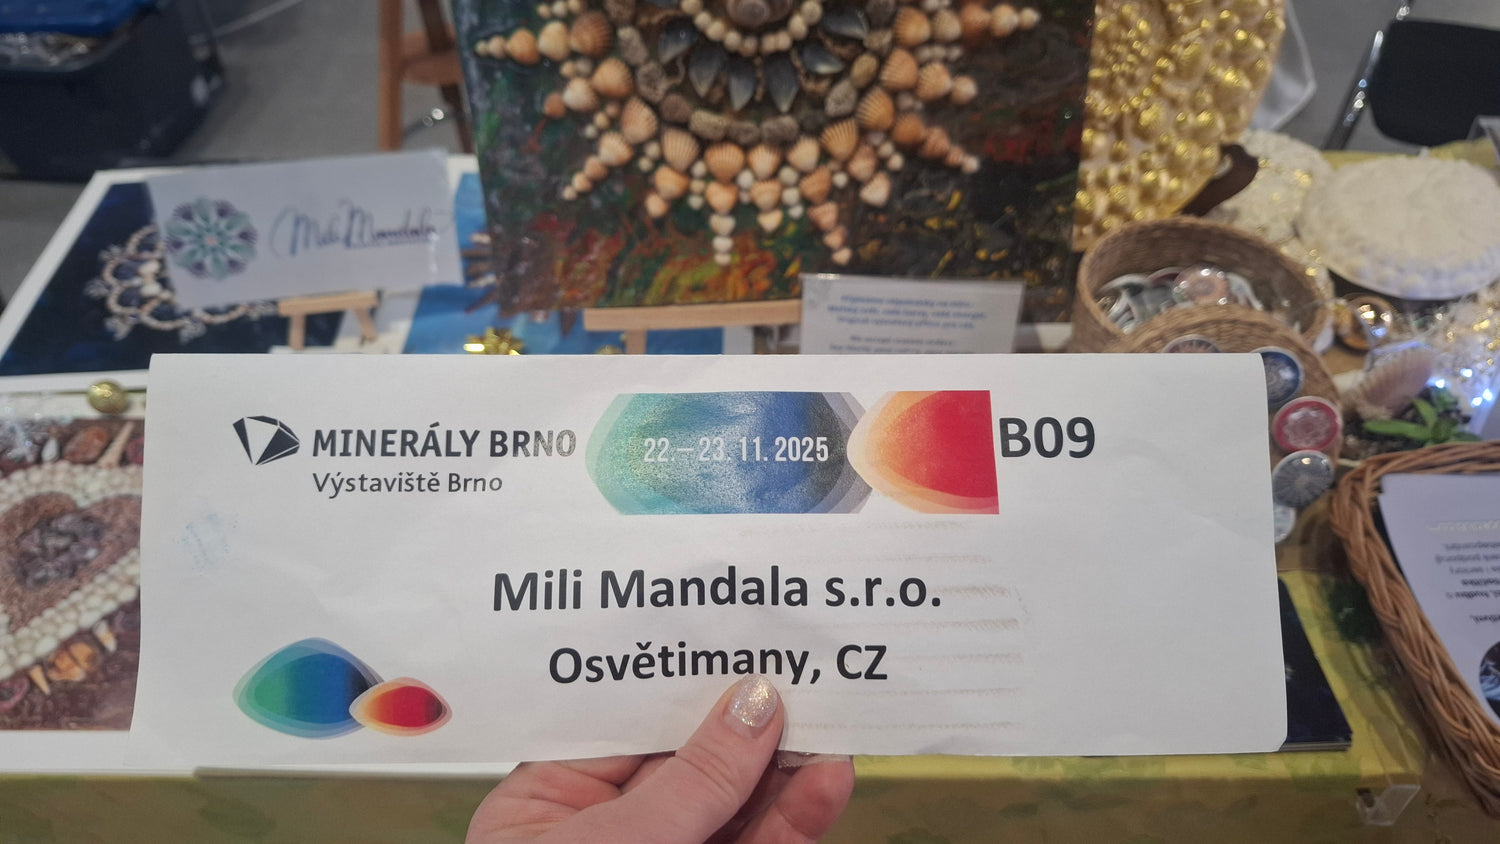 Mili Mandala
MINERÁLY BRNO
Výstaviště Brno
22.–23. 11. 2025
B09
Mili Mandala s.r.o.
Osvětimany, CZ